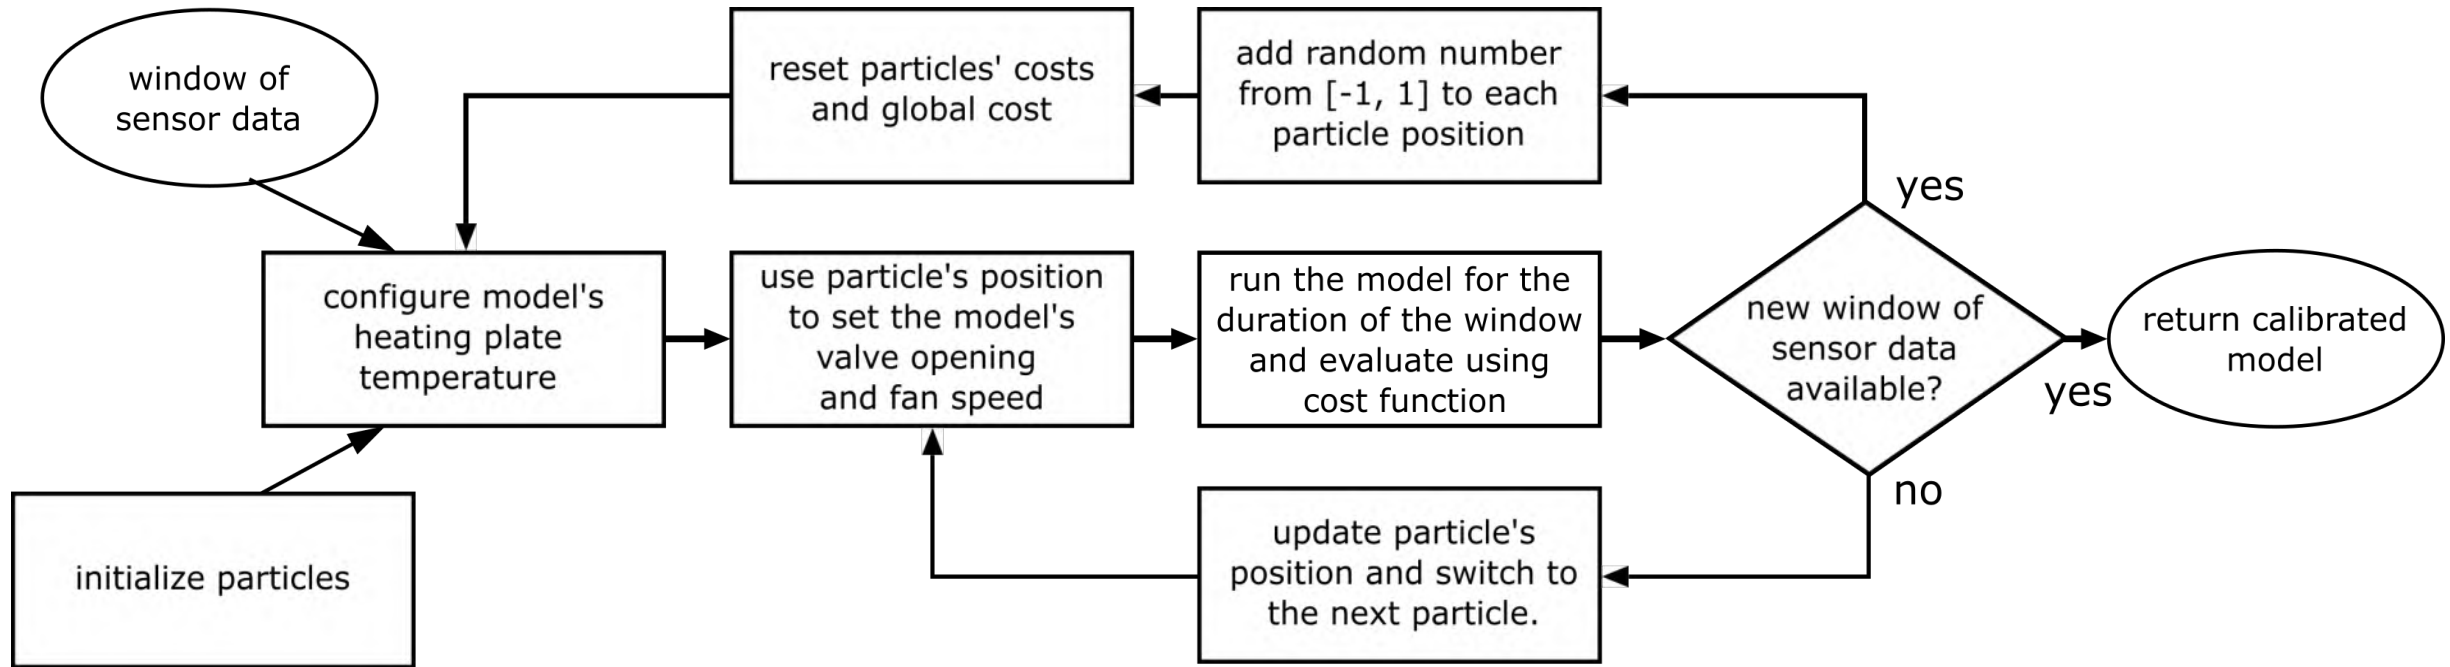 window of
sensor data
reset particles' costs
and global cost
add random number
from [-1, 1] to each
particle position
yes
configure model's
heating plate
temperature
use particle's position
to set the model's
valve opening
and fan speed
run the model for the
duration of the window
and evaluate using
cost function
new window of
sensor data
available?
return calibrated
model
yes
no
initialize particles
update particle's
position and switch to
the next particle.